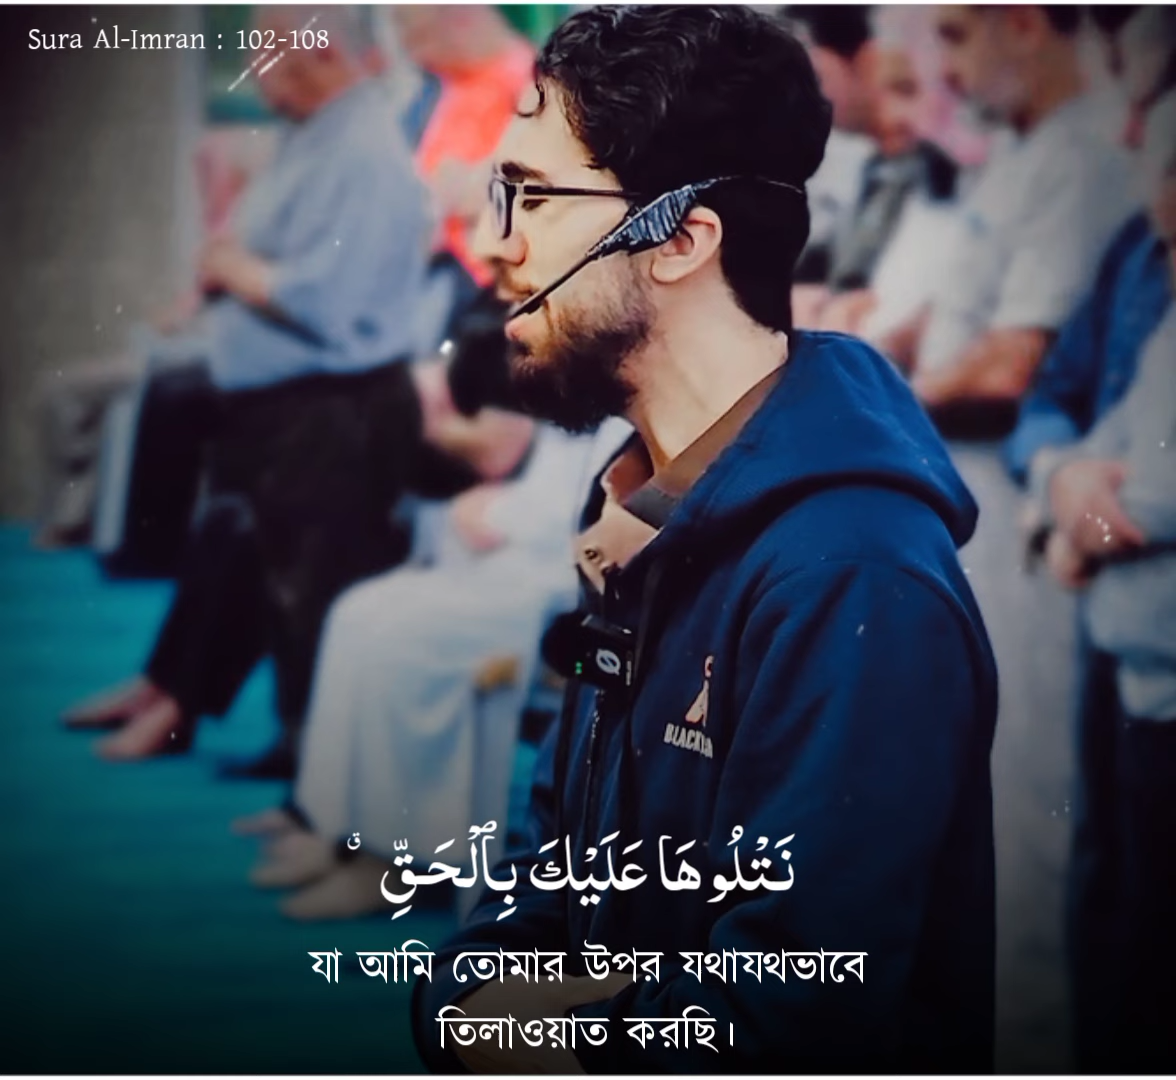 Sura Al-Imran : 102-108
نَتْلُوهَا عَلَيْكَ بِٱلْحَقِّ ۗ
যা আমি তোমার উপর যথাযথভাবে
তিলাওয়াত করছি।